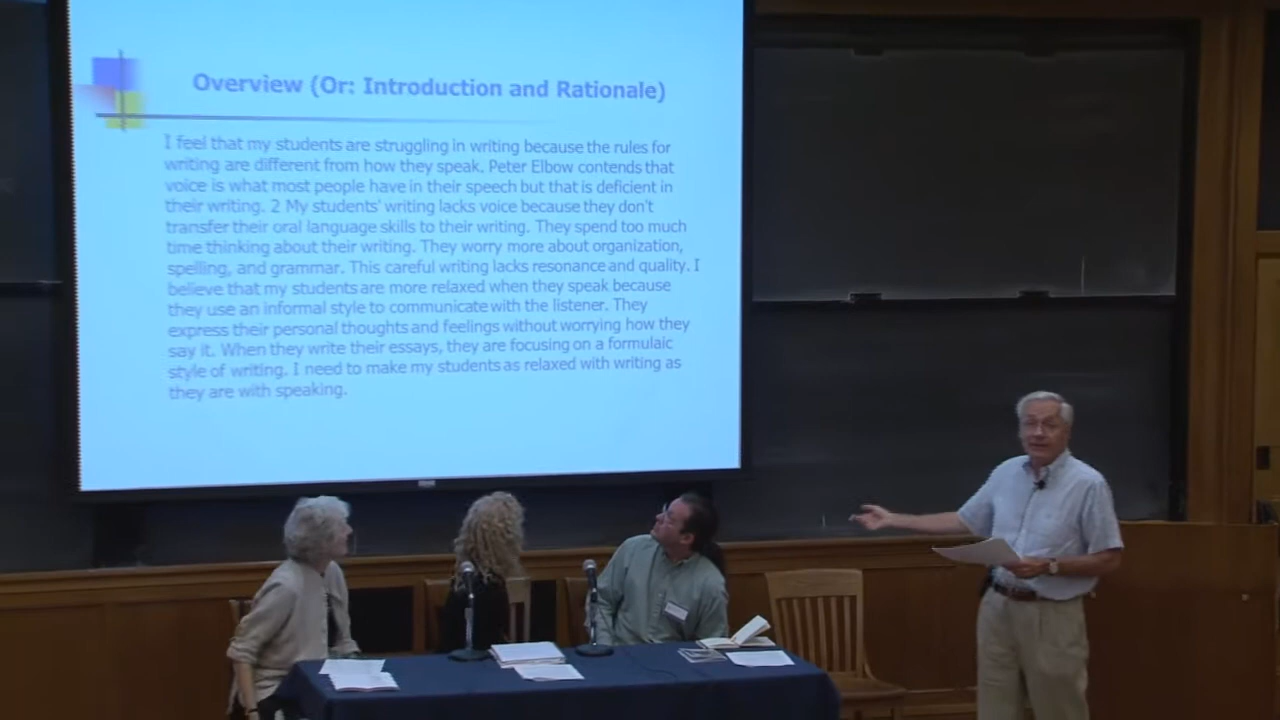 Overview (Or: Introduction and Rationale)
I feel that my students are struggling in writing because the rules for
writing are different from how they speak. Peter Elbow contends that
voice is what most people have in their speech but that is deficient in
their writing. 2 My students' writing lacks voice because they don't
transfer their oral language skills to their writing. They spend too much
time thinking about their writing. They worry more about organization,
spelling, and grammar. This careful writing lacks resonance and quality. I
believe that my students are more relaxed when they speak because
they use an informal style to communicate with the listener. They
express their personal thoughts and feelings without worrying how they
say it. When they write their essays, they are focusing on a formulaic
style of writing. I need to make my students as relaxed with writing as
they are with speaking.